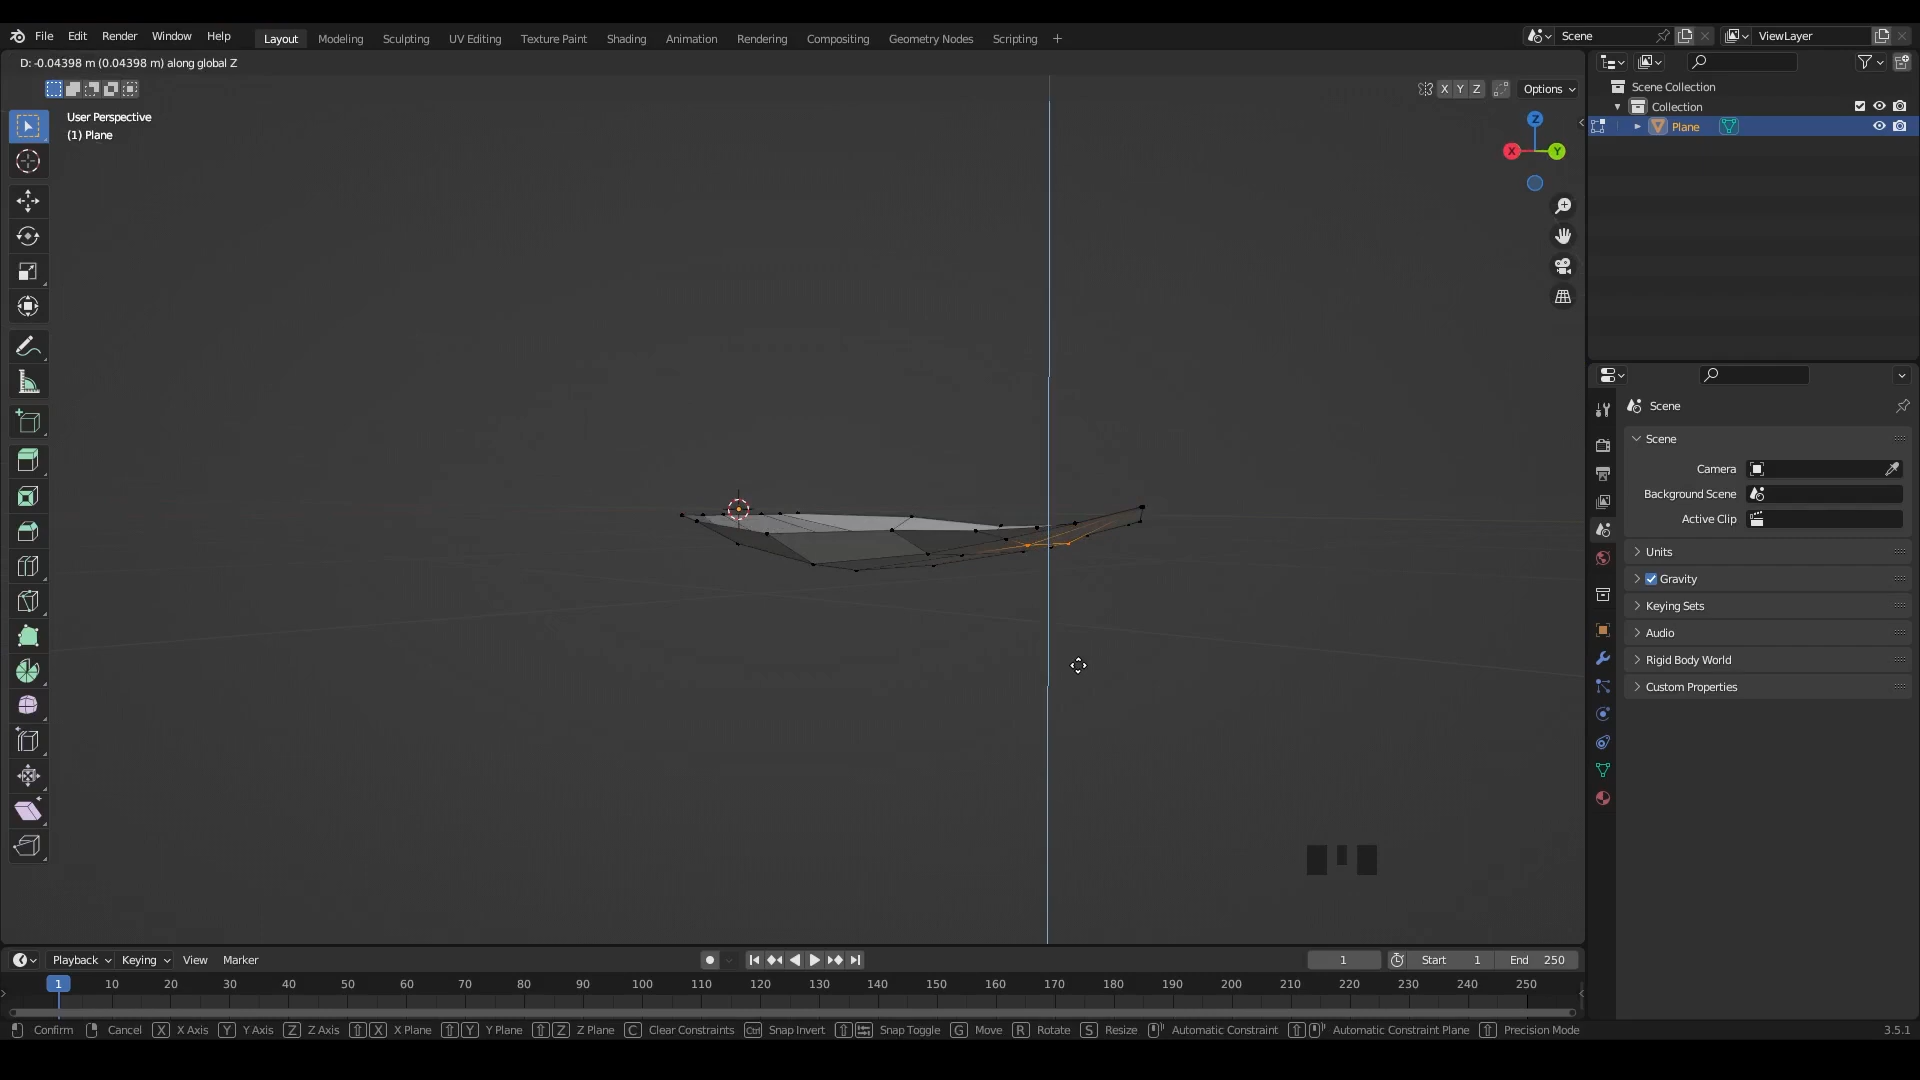 File Edit Render Window Help Layout Modeling Sculpting UV Editing Texture Paint Shading Animation Rendering Compositing Geometry Nodes Scripting Scene ViewLayer
D: -0.04398 m (0.04398 m) along global Z
X Y Z Options
User Perspective
(1) Plane
Z
X Y
Scene Collection
Collection
Plane
Scene
Scene
Camera
Background Scene
Active Clip
Units
Gravity
Keying Sets
Audio
Rigid Body World
Custom Properties
Playback Keying View Marker 1 Start 1 End 250
1 10 20 30 40 50 60 70 80 90 100 110 120 130 140 150 160 170 180 190 200 210 220 230 240 250
Confirm Cancel X X Axis Y Y Axis Z Z Axis X X Plane Y Y Plane Z Z Plane C Clear Constraints Ctrl Snap Invert Snap Toggle G Move R Rotate S Resize Automatic Constraint Automatic Constraint Plane Precision Mode 3.5.1